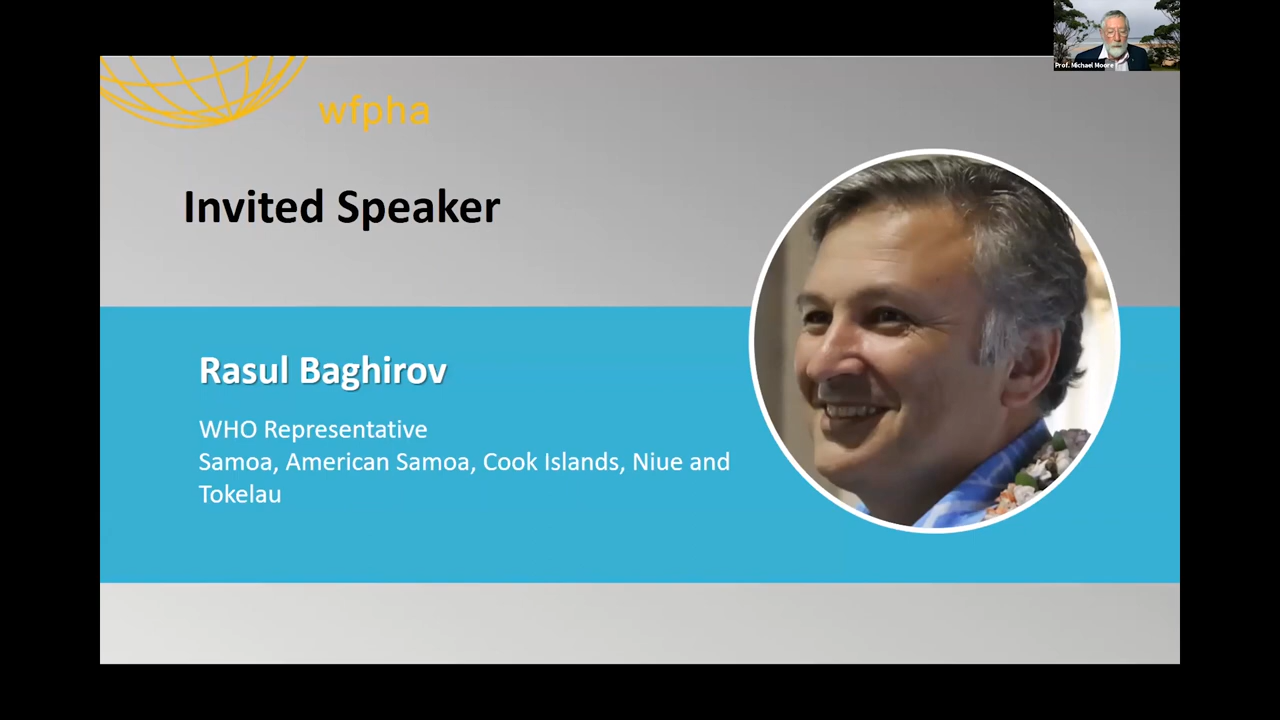 Prof. Michael Moore
wfpha
Invited Speaker
Rasul Baghirov
WHO Representative
Samoa, American Samoa, Cook Islands, Niue and
Tokelau